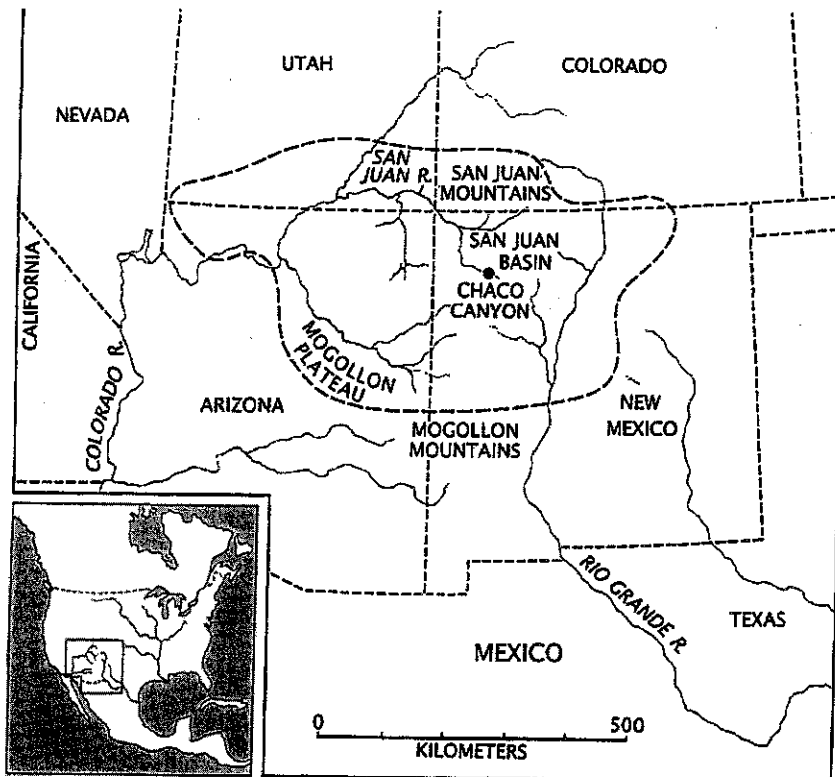 UTAH
COLORADO
NEVADA
SAN
JUAN R.
SAN JUAN
MOUNTAINS
SAN JUAN
BASIN
CHACO
CANYON
CALIFORNIA
COLORADO R.
MOGOLLON
PLATEAU
ARIZONA
NEW
MEXICO
MOGOLLON
MOUNTAINS
RIO GRANDE R.
TEXAS
MEXICO
0
500
KILOMETERS